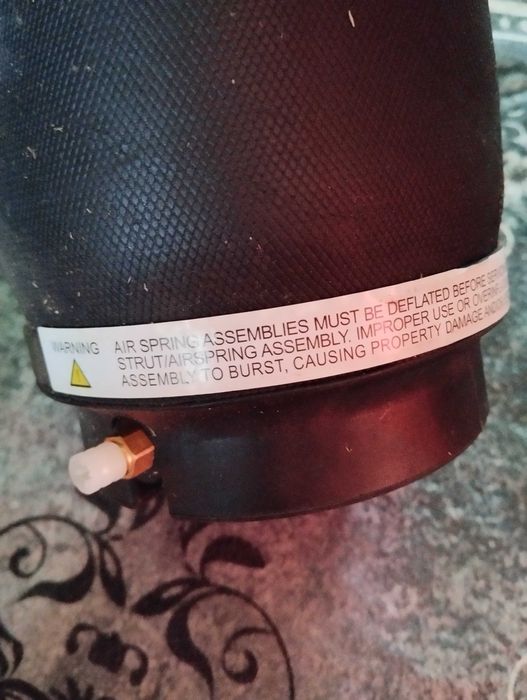 WARNING AIR SPRING ASSEMBLIES MUST BE DEFLATED BEFORE
STRUT/AIRSPRING ASSEMBLY. IMPROPER USE OR
ASSEMBLY TO BURST, CAUSING PROPERTY DAMAGE